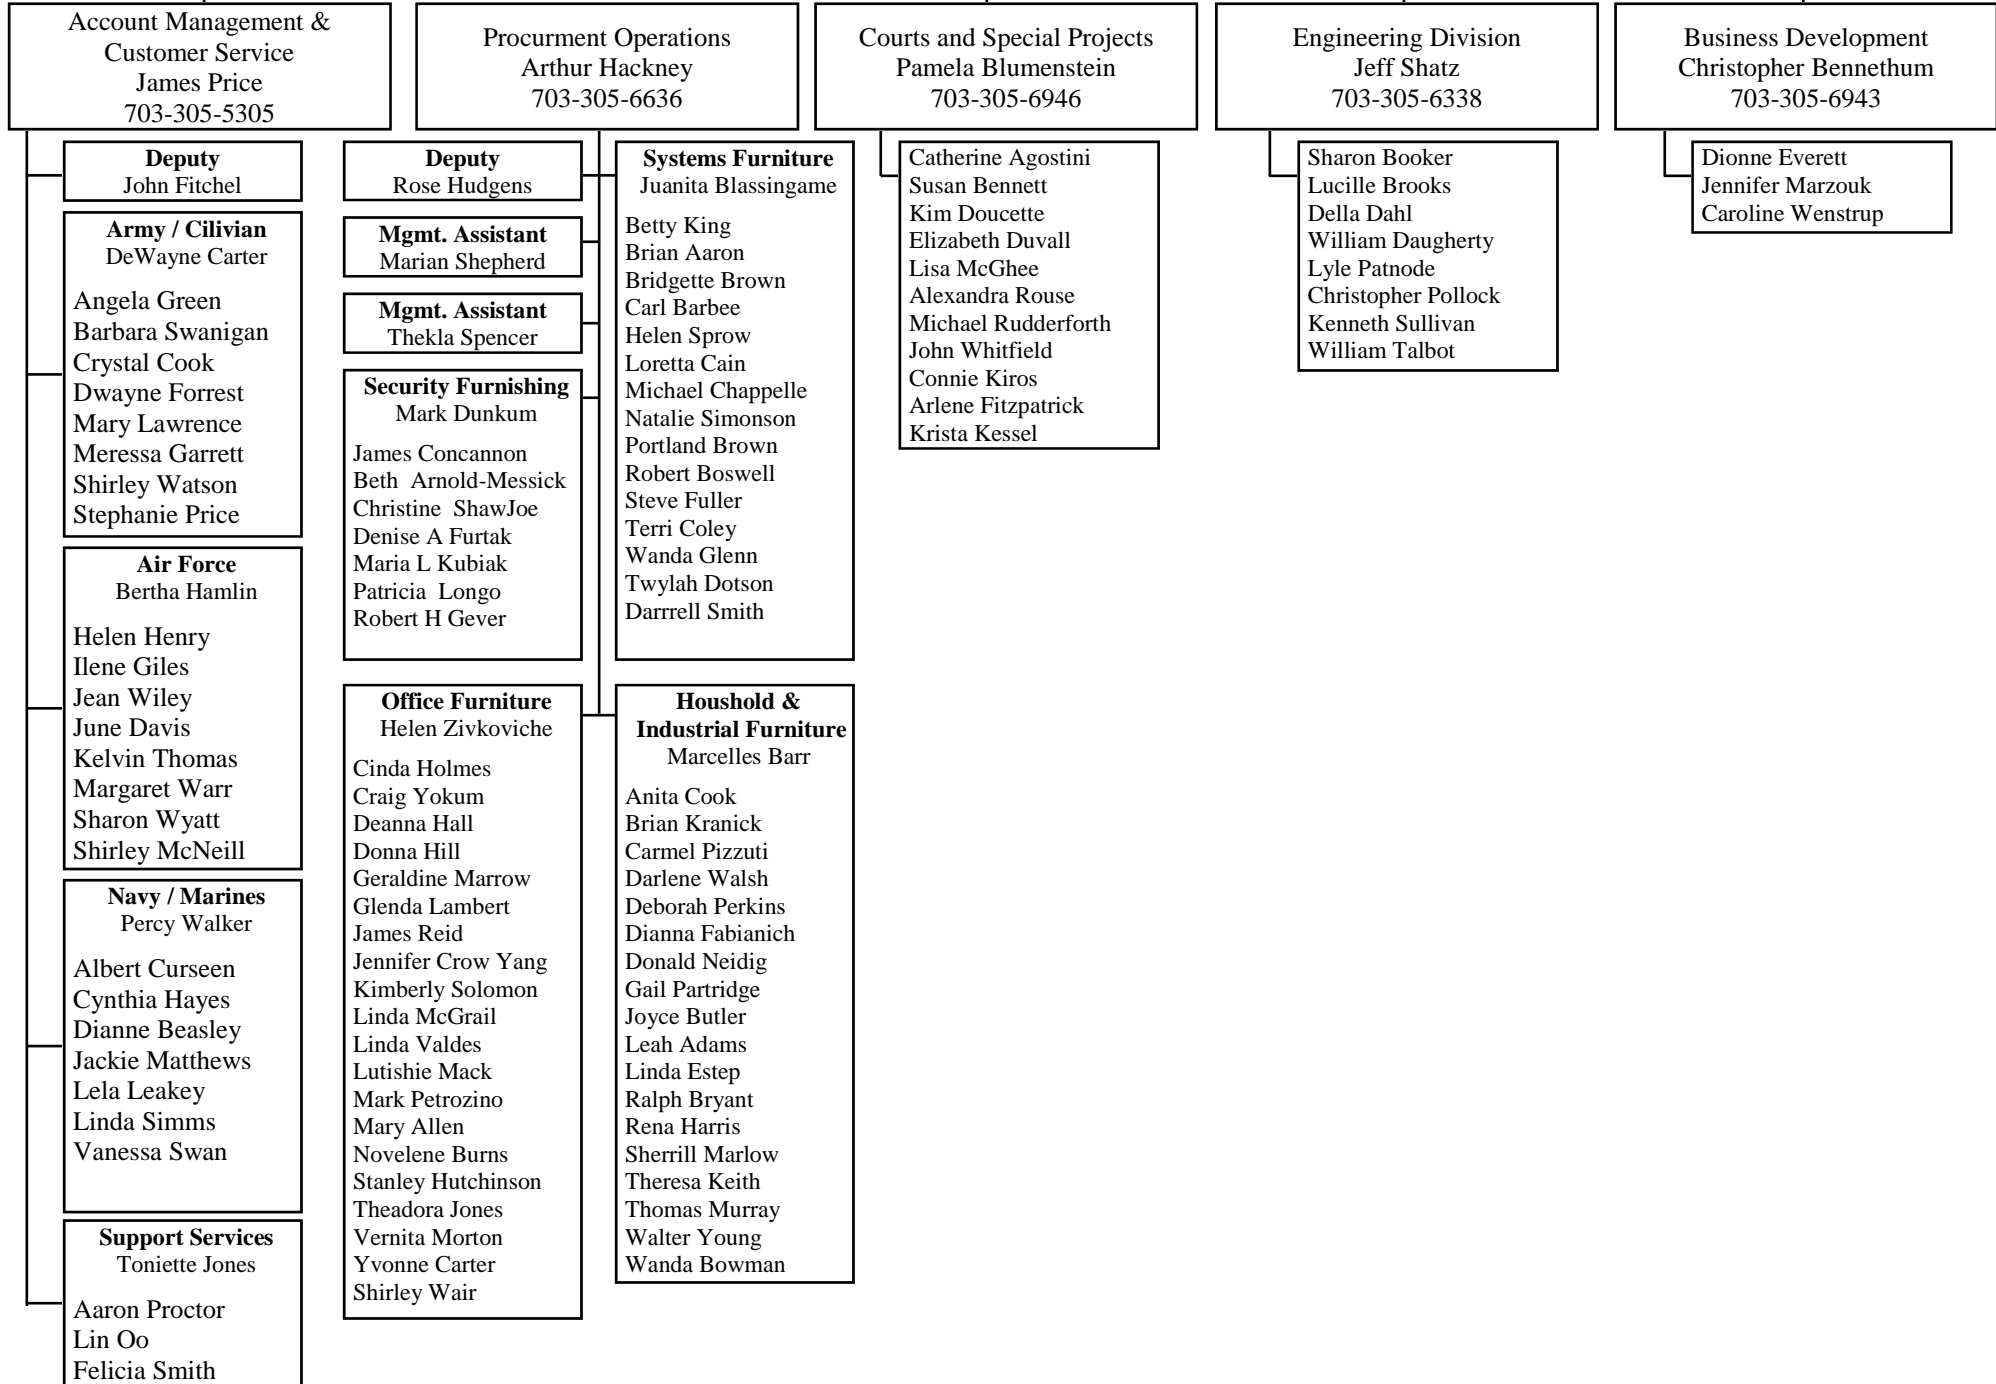 Account Management &
Customer Service
James Price
703-305-5305
Deputy
John Fitchel
Army / Cilivian
DeWayne Carter
Angela Green
Barbara Swanigan
Crystal Cook
Dwayne Forrest
Mary Lawrence
Meressa Garrett
Shirley Watson
Stephanie Price
Air Force
Bertha Hamlin
Helen Henry
Ilene Giles
Jean Wiley
June Davis
Kelvin Thomas
Margaret Warr
Sharon Wyatt
Shirley McNeill
Navy / Marines
Percy Walker
Albert Curseen
Cynthia Hayes
Dianne Beasley
Jackie Matthews
Lela Leakey
Linda Simms
Vanessa Swan
Support Services
Toniette Jones
Aaron Proctor
Lin Oo
Felicia Smith
Procurment Operations
Arthur Hackney
703-305-6636
Deputy
Rose Hudgens
Mgmt. Assistant
Marian Shepherd
Mgmt. Assistant
Thekla Spencer
Security Furnishing
Mark Dunkum
James Concannon
Beth  Arnold-Messick
Christine  ShawJoe
Denise A Furtak
Maria L Kubiak
Patricia  Longo
Robert H Gever
Office Furniture
Helen Zivkoviche
Cinda Holmes
Craig Yokum
Deanna Hall
Donna Hill
Geraldine Marrow
Glenda Lambert
James Reid
Jennifer Crow Yang
Kimberly Solomon
Linda McGrail
Linda Valdes
Lutishie Mack
Mark Petrozino
Mary Allen
Novelene Burns
Stanley Hutchinson
Theadora Jones
Vernita Morton
Yvonne Carter
Shirley Wair
Systems Furniture
Juanita Blassingame
Betty King
Brian Aaron
Bridgette Brown
Carl Barbee
Helen Sprow
Loretta Cain
Michael Chappelle
Natalie Simonson
Portland Brown
Robert Boswell
Steve Fuller
Terri Coley
Wanda Glenn
Twylah Dotson
Darrrell Smith
Houshold &
Industrial Furniture
Marcelles Barr
Anita Cook
Brian Kranick
Carmel Pizzuti
Darlene Walsh
Deborah Perkins
Dianna Fabianich
Donald Neidig
Gail Partridge
Joyce Butler
Leah Adams
Linda Estep
Ralph Bryant
Rena Harris
Sherrill Marlow
Theresa Keith
Thomas Murray
Walter Young
Wanda Bowman
Courts and Special Projects
Pamela Blumenstein
703-305-6946
Catherine Agostini
Susan Bennett
Kim Doucette
Elizabeth Duvall
Lisa McGhee
Alexandra Rouse
Michael Rudderforth
John Whitfield
Connie Kiros
Arlene Fitzpatrick
Krista Kessel
Engineering Division
Jeff Shatz
703-305-6338
Sharon Booker
Lucille Brooks
Della Dahl
William Daugherty
Lyle Patnode
Christopher Pollock
Kenneth Sullivan
William Talbot
Business Development
Christopher Bennethum
703-305-6943
Dionne Everett
Jennifer Marzouk
Caroline Wenstrup